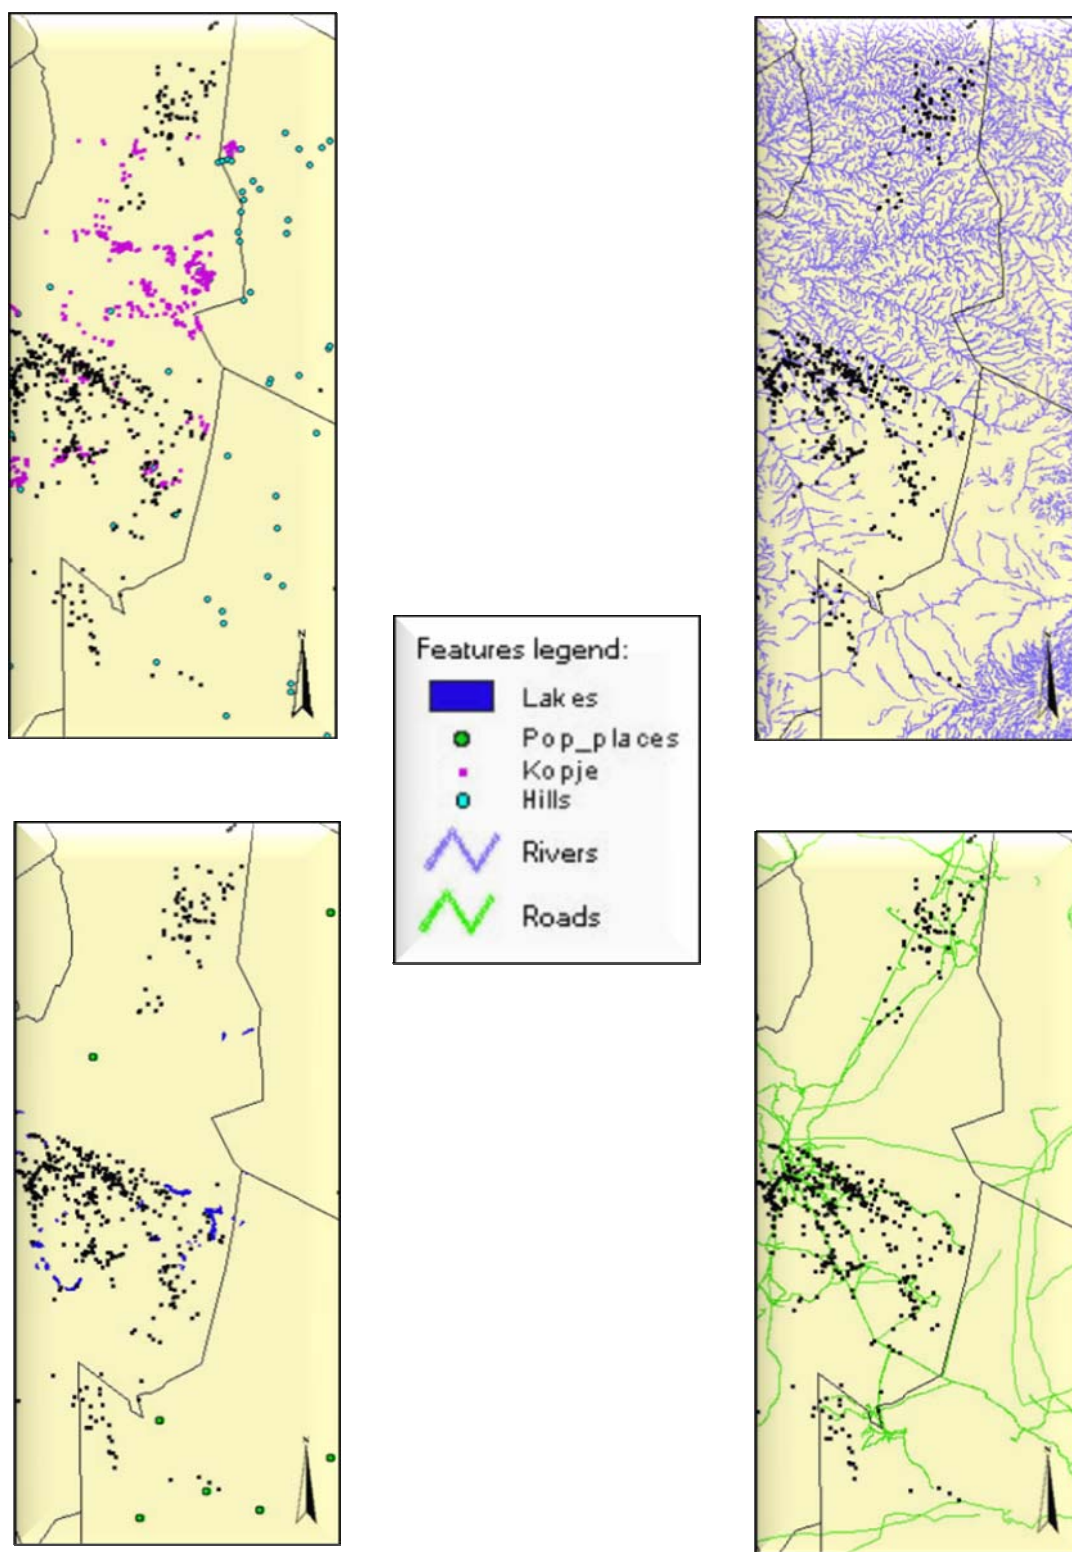 N
N
Features legend:
Lakes
Pop_places
Kopje
Hills
Rivers
Roads
N
N